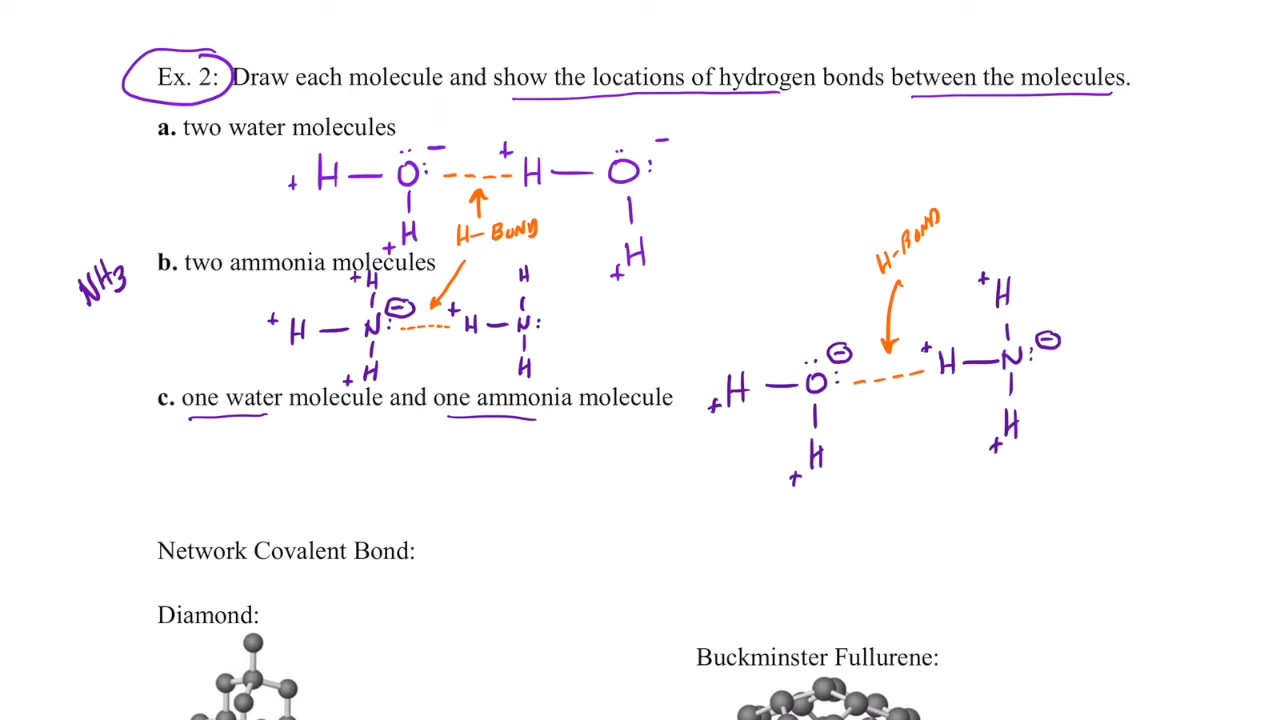 Ex. 2: Draw each molecule and show the locations of hydrogen bonds between the molecules.
a. two water molecules
+ H — Ö: − ---- + H — Ö: −
+ H
+ H
H- BOND
b. two ammonia molecules
NH3
+ H
H
+ H — N: − ---- + H — N:
+ H
H
c. one water molecule and one ammonia molecule
H-BOND
+ H
+ H — Ö: − ---- + H — N: −
+ H
+ H
Network Covalent Bond:
Diamond:
Buckminster Fullurene: